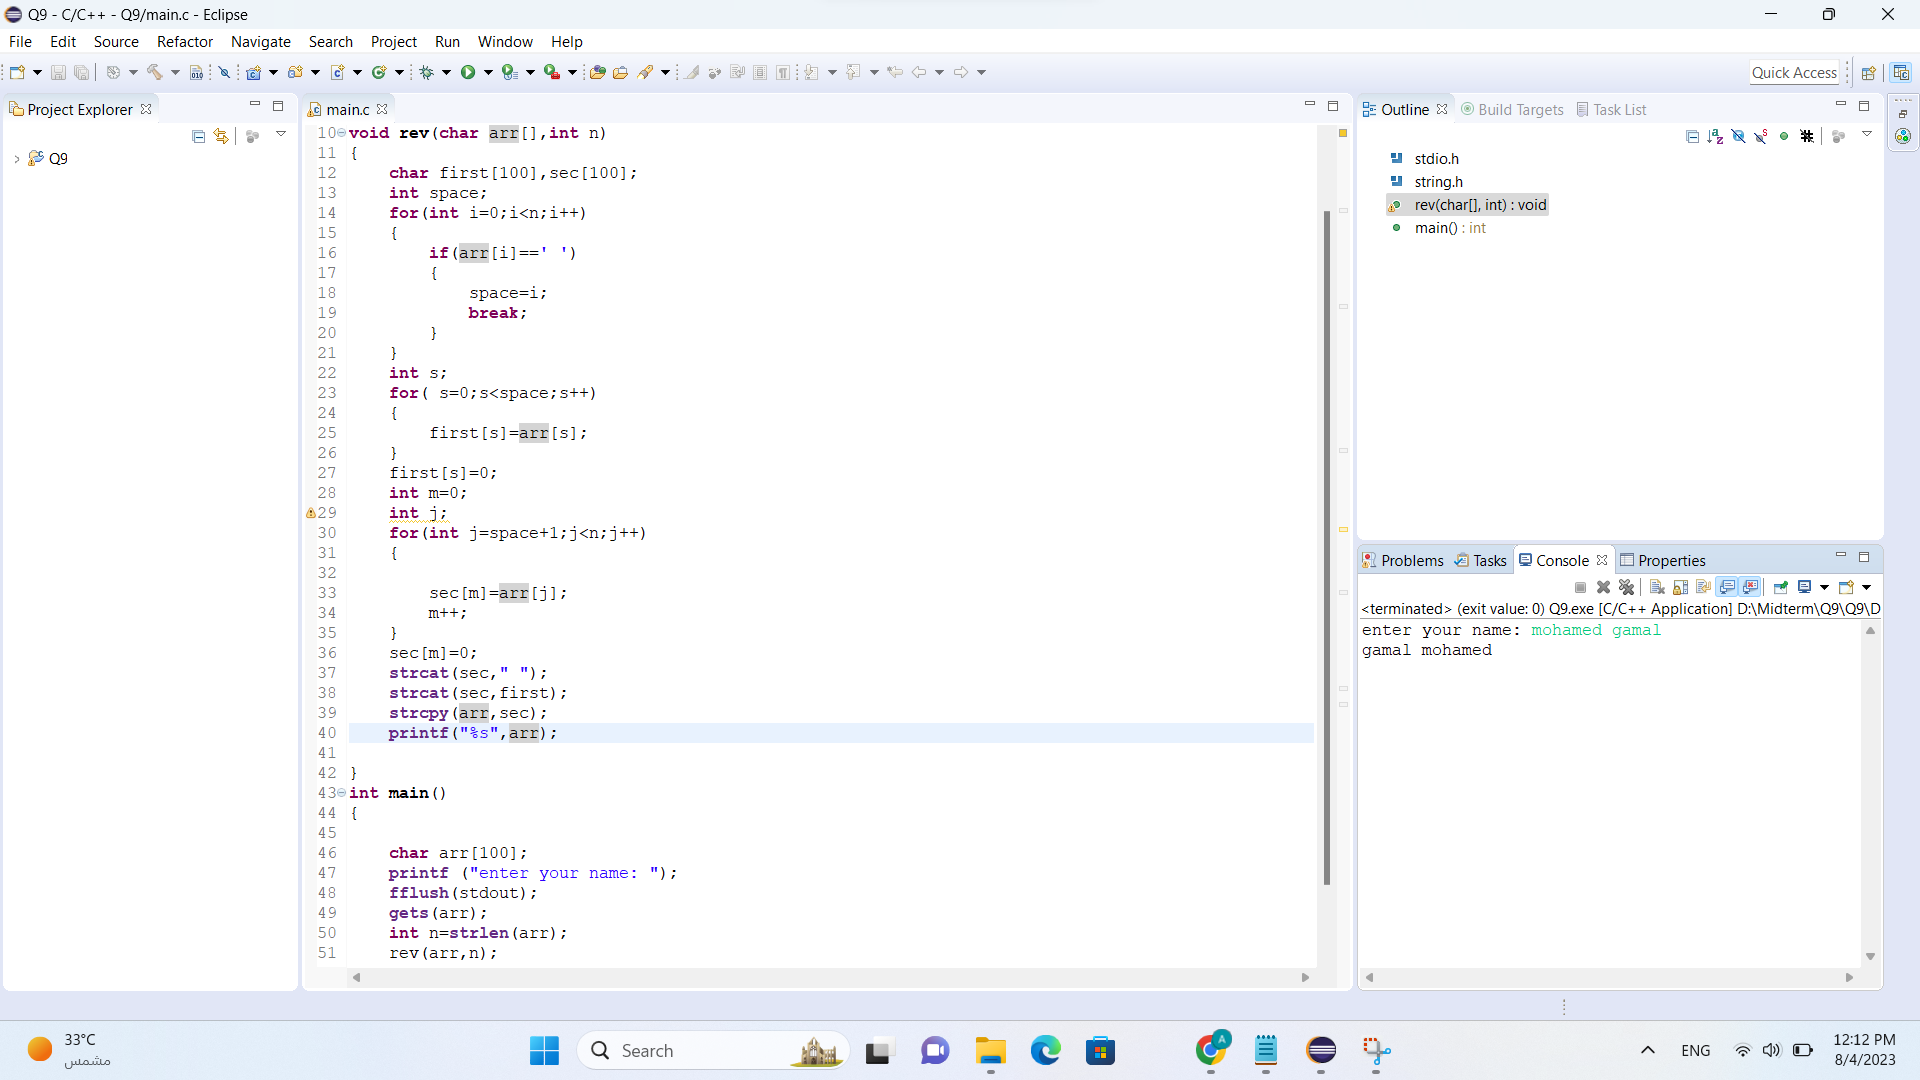 Q9 - C/C++ - Q9/main.c - Eclipse
File Edit Source Refactor Navigate Search Project Run Window Help
Quick Access
Project Explorer
Q9
main.c
10 void rev(char arr[],int n)
11 {
12 char first[100],sec[100];
13 int space;
14 for(int i=0;i<n;i++)
15 {
16 if(arr[i]==' ')
17 {
18 space=i;
19 break;
20 }
21 }
22 int s;
23 for( s=0;s<space;s++)
24 {
25 first[s]=arr[s];
26 }
27 first[s]=0;
28 int m=0;
29 int j;
30 for(int j=space+1;j<n;j++)
31 {
32
33 sec[m]=arr[j];
34 m++;
35 }
36 sec[m]=0;
37 strcat(sec," ");
38 strcat(sec,first);
39 strcpy(arr,sec);
40 printf("%s",arr);
41
42 }
43 int main()
44 {
45
46 char arr[100];
47 printf ("enter your name: ");
48 fflush(stdout);
49 gets(arr);
50 int n=strlen(arr);
51 rev(arr,n);
Outline Build Targets Task List
stdio.h
string.h
rev(char[], int) : void
main() : int
Problems Tasks Console Properties
<terminated> (exit value: 0) Q9.exe [C/C++ Application] D:\Midterm\Q9\Q9\D
enter your name: mohamed gamal
gamal mohamed
33°C
مشمس
Search
A
ENG
12:12 PM
8/4/2023